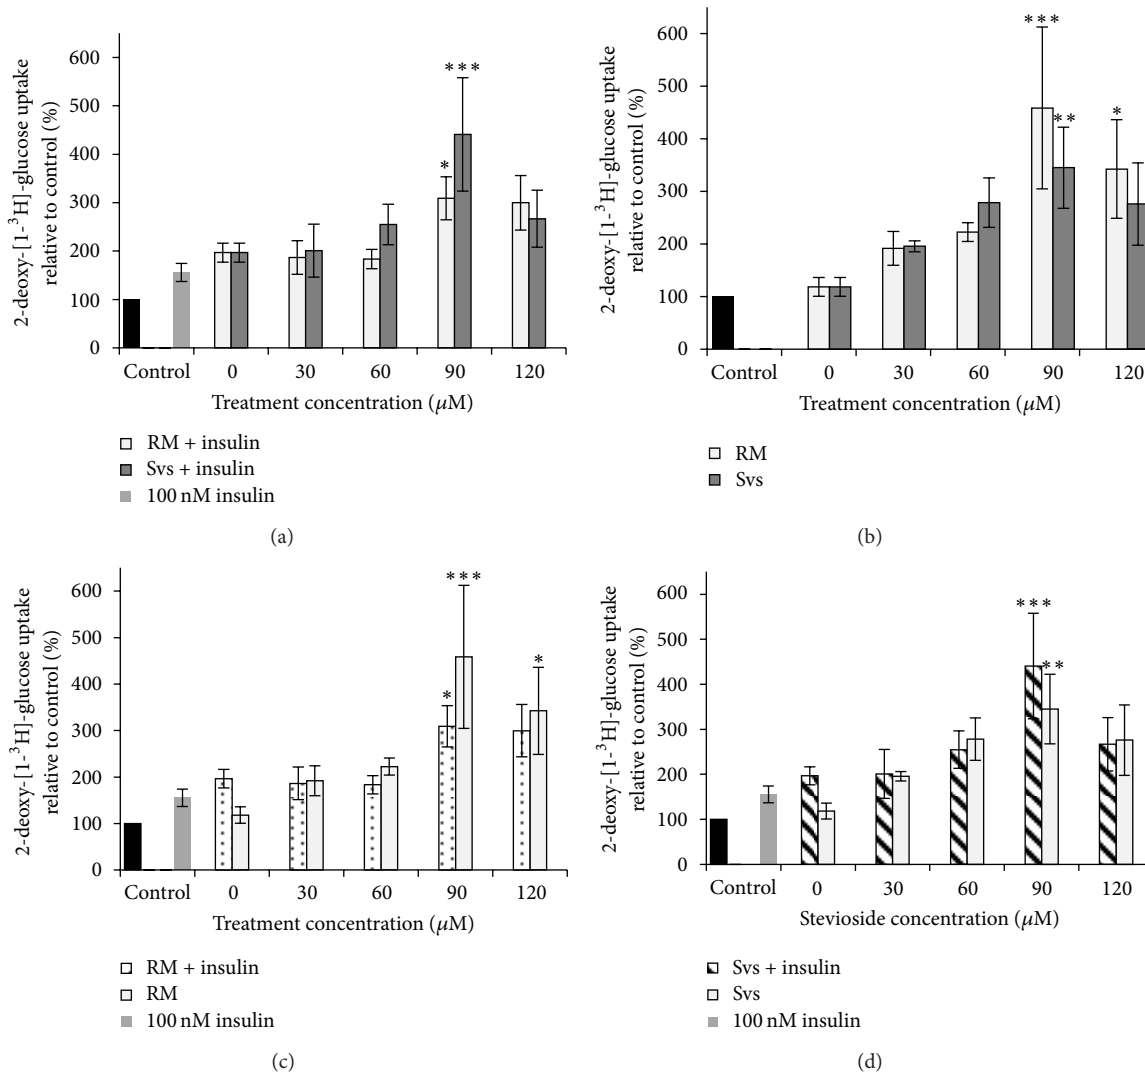 2-deoxy-[1-³H]-glucose uptake
relative to control (%)
600
500
400
300
200
100
0
*
***
Control 0 30 60 90 120
Treatment concentration (μM)
RM + insulin
Svs + insulin
100 nM insulin
(a)
2-deoxy-[1-³H]-glucose uptake
relative to control (%)
600
500
400
300
200
100
0
***
**
*
Control 0 30 60 90 120
Treatment concentration (μM)
RM
Svs
(b)
2-deoxy-[1-³H]-glucose uptake
relative to control (%)
600
500
400
300
200
100
0
*
***
*
Control 0 30 60 90 120
Treatment concentration (μM)
RM + insulin
RM
100 nM insulin
(c)
2-deoxy-[1-³H]-glucose uptake
relative to control (%)
600
500
400
300
200
100
0
***
**
Control 0 30 60 90 120
Stevioside concentration (μM)
Svs + insulin
Svs
100 nM insulin
(d)